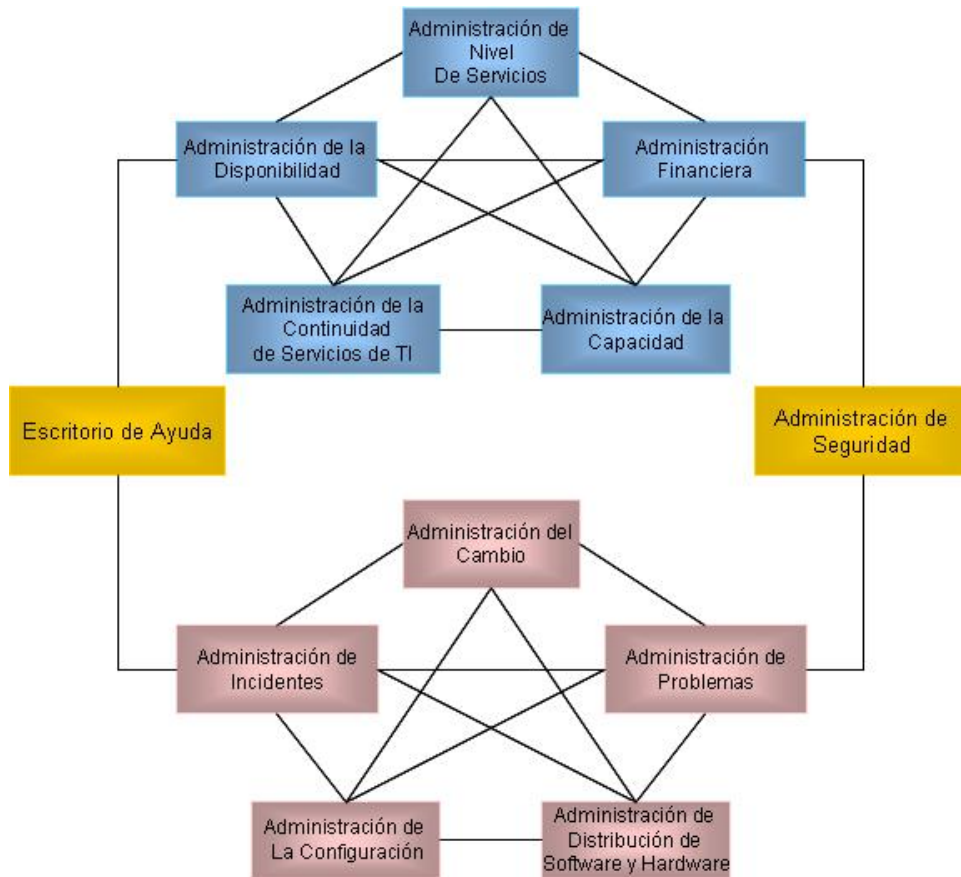 Administración de
Nivel
De Servicios
Administración de la
Disponibilidad
Administración
Financiera
Administración de la
Continuidad
de Servicios de TI
Administración de la
Capacidad
Escritorio de Ayuda
Administración de
Seguridad
Administración del
Cambio
Administración de
Incidentes
Administración de
Problemas
Administración de
La Configuración
Administración de
Distribución de
Software y Hardware